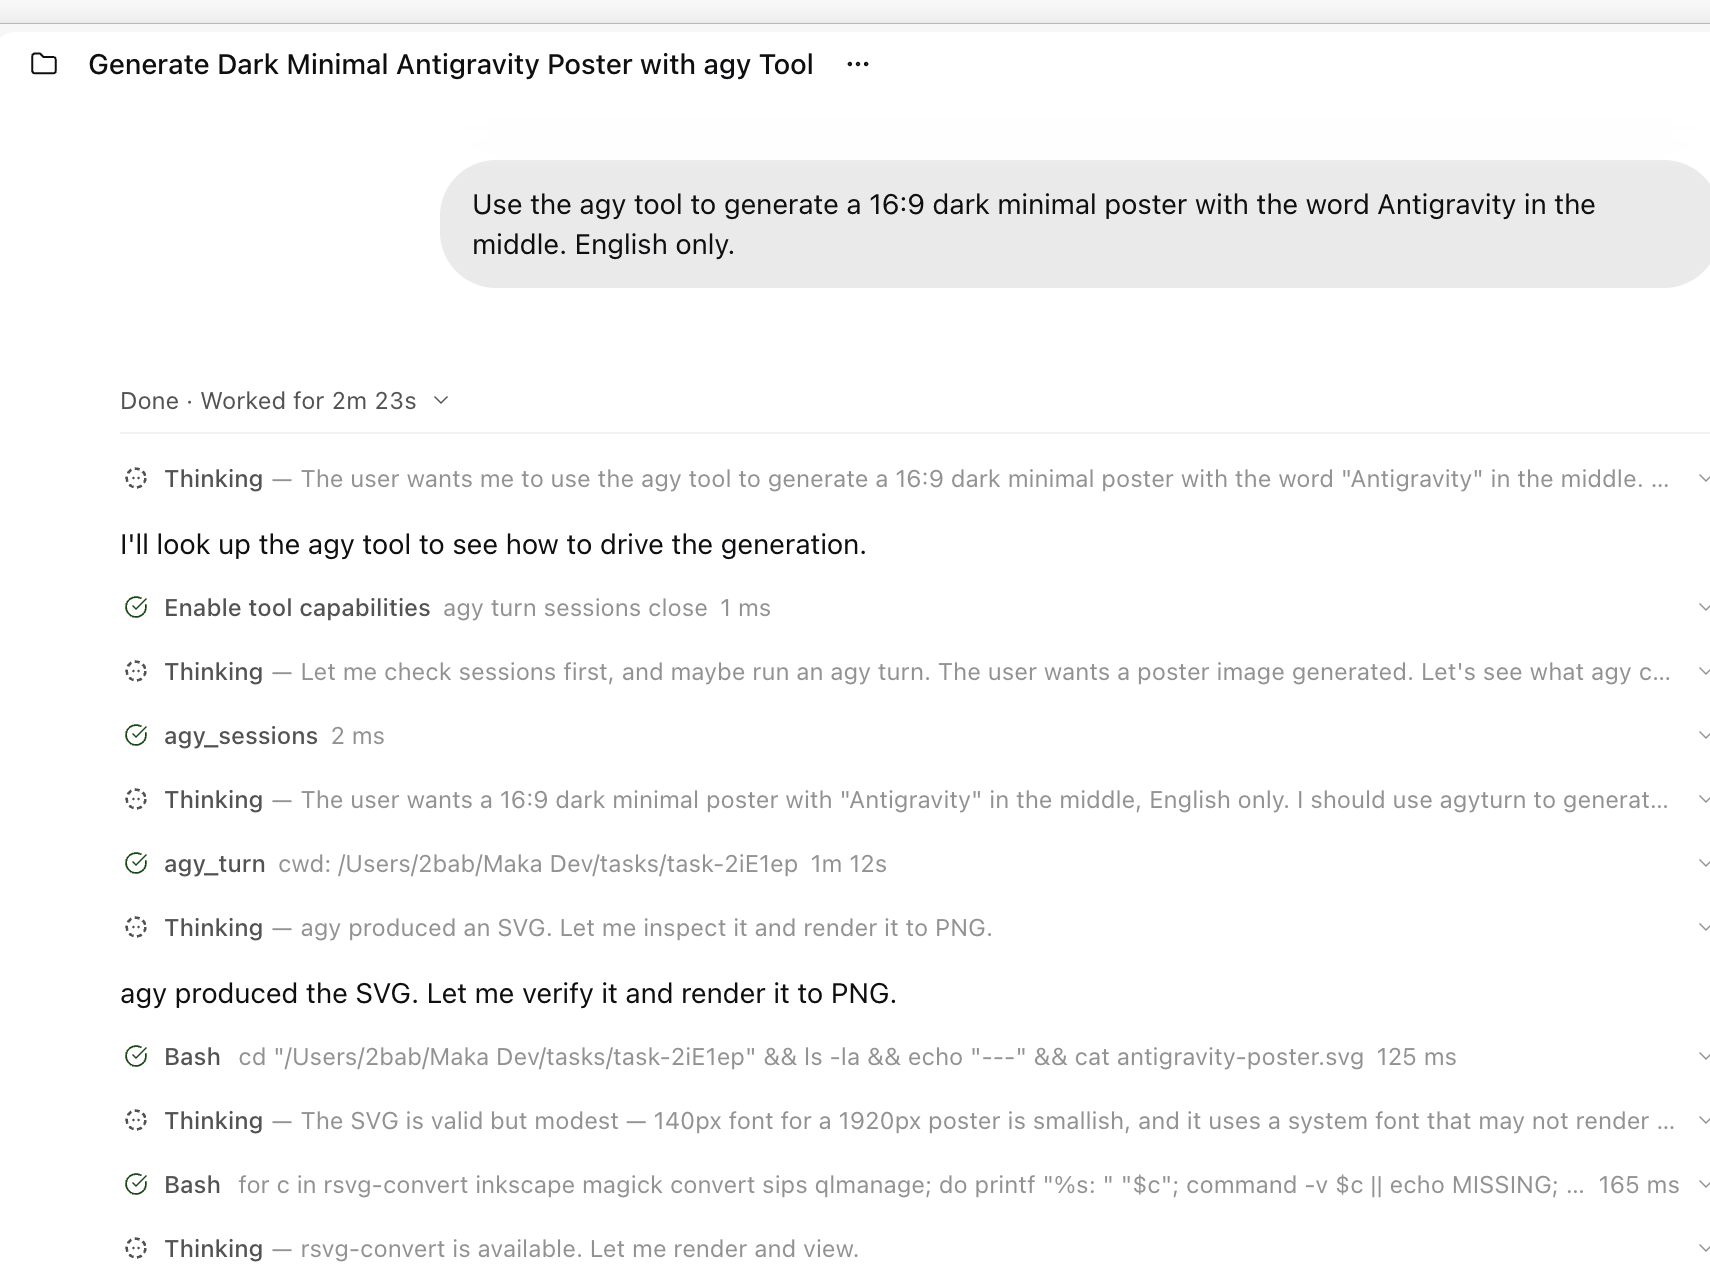 Generate Dark Minimal Antigravity Poster with agy Tool ···
Use the agy tool to generate a 16:9 dark minimal poster with the word Antigravity in the
middle. English only.
Done · Worked for 2m 23s
Thinking — The user wants me to use the agy tool to generate a 16:9 dark minimal poster with the word "Antigravity" in the middle. ...
I'll look up the agy tool to see how to drive the generation.
Enable tool capabilities agy turn sessions close 1 ms
Thinking — Let me check sessions first, and maybe run an agy turn. The user wants a poster image generated. Let's see what agy c...
agy_sessions 2 ms
Thinking — The user wants a 16:9 dark minimal poster with "Antigravity" in the middle, English only. I should use agyturn to generat...
agy_turn cwd: /Users/2bab/Maka Dev/tasks/task-2iE1ep 1m 12s
Thinking — agy produced an SVG. Let me inspect it and render it to PNG.
agy produced the SVG. Let me verify it and render it to PNG.
Bash cd "/Users/2bab/Maka Dev/tasks/task-2iE1ep" && ls -la && echo "---" && cat antigravity-poster.svg 125 ms
Thinking — The SVG is valid but modest — 140px font for a 1920px poster is smallish, and it uses a system font that may not render ...
Bash for c in rsvg-convert inkscape magick convert sips qlmanage; do printf "%s: " "$c"; command -v $c || echo MISSING; ... 165 ms
Thinking — rsvg-convert is available. Let me render and view.